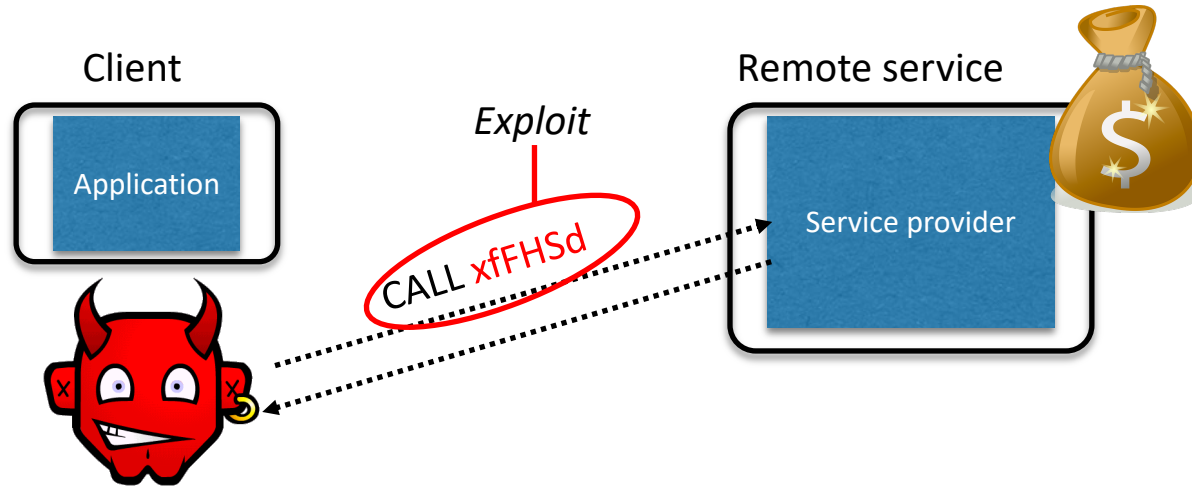 Client
Remote service
Exploit
Application
CALL xfFHSd
Service provider
$